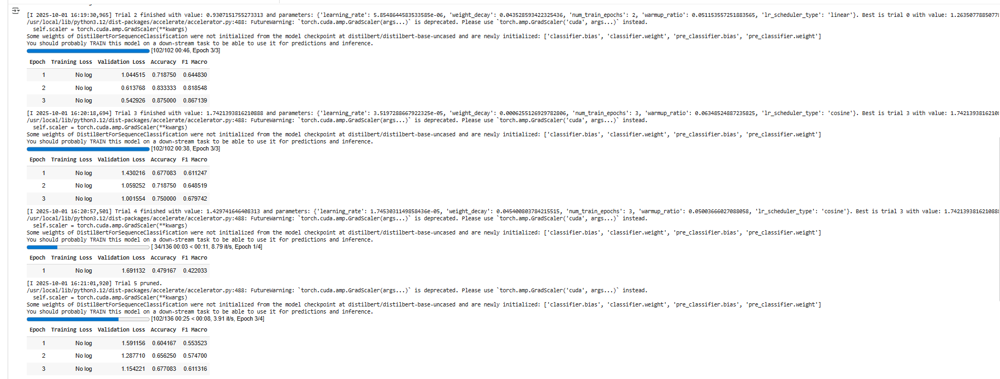 [I 2025-10-01 16:19:30,965] Trial 2 finished with value: 0.9307151755273313 and parameters: {'learning_rate': 5.8548644583533585e-06, 'weight_decay': 0.043528593422325436, 'num_train_epochs': 2, 'warmup_ratio': 0.051153557251883565, 'lr_scheduler_type': 'linear'}. Best is trial 0 with value: 1.263507788507
/usr/local/lib/python3.12/dist-packages/accelerate/accelerator.py:488: FutureWarning: `torch.cuda.amp.GradScaler(args...)` is deprecated. Please use `torch.amp.GradScaler('cuda', args...)` instead.
self.scaler = torch.cuda.amp.GradScaler(**kwargs)
Some weights of DistilBertForSequenceClassification were not initialized from the model checkpoint at distilbert/distilbert-base-uncased and are newly initialized: ['classifier.bias', 'classifier.weight', 'pre_classifier.bias', 'pre_classifier.weight']
You should probably TRAIN this model on a down-stream task to be able to use it for predictions and inference.
[102/102 00:46, Epoch 3/3]
Epoch Training Loss Validation Loss Accuracy F1 Macro
1 No log 1.044515 0.718750 0.644830
2 No log 0.613768 0.833333 0.818548
3 No log 0.542926 0.875000 0.867139
[I 2025-10-01 16:20:18,694] Trial 3 finished with value: 1.7421393816210888 and parameters: {'learning_rate': 3.5197288667922325e-05, 'weight_decay': 0.0006255126929782806, 'num_train_epochs': 3, 'warmup_ratio': 0.06348524887235825, 'lr_scheduler_type': 'cosine'}. Best is trial 3 with value: 1.74213938162108
/usr/local/lib/python3.12/dist-packages/accelerate/accelerator.py:488: FutureWarning: `torch.cuda.amp.GradScaler(args...)` is deprecated. Please use `torch.amp.GradScaler('cuda', args...)` instead.
self.scaler = torch.cuda.amp.GradScaler(**kwargs)
Some weights of DistilBertForSequenceClassification were not initialized from the model checkpoint at distilbert/distilbert-base-uncased and are newly initialized: ['classifier.bias', 'classifier.weight', 'pre_classifier.bias', 'pre_classifier.weight']
You should probably TRAIN this model on a down-stream task to be able to use it for predictions and inference.
[102/102 00:38, Epoch 3/3]
Epoch Training Loss Validation Loss Accuracy F1 Macro
1 No log 1.430216 0.677083 0.611247
2 No log 1.059252 0.718750 0.648519
3 No log 1.001554 0.750000 0.679742
[I 2025-10-01 16:20:57,501] Trial 4 finished with value: 1.429741646408313 and parameters: {'learning_rate': 1.7453031149858436e-05, 'weight_decay': 0.045400803784215515, 'num_train_epochs': 3, 'warmup_ratio': 0.05003666027088058, 'lr_scheduler_type': 'cosine'}. Best is trial 3 with value: 1.742139381621088
/usr/local/lib/python3.12/dist-packages/accelerate/accelerator.py:488: FutureWarning: `torch.cuda.amp.GradScaler(args...)` is deprecated. Please use `torch.amp.GradScaler('cuda', args...)` instead.
self.scaler = torch.cuda.amp.GradScaler(**kwargs)
Some weights of DistilBertForSequenceClassification were not initialized from the model checkpoint at distilbert/distilbert-base-uncased and are newly initialized: ['classifier.bias', 'classifier.weight', 'pre_classifier.bias', 'pre_classifier.weight']
You should probably TRAIN this model on a down-stream task to be able to use it for predictions and inference.
[ 34/136 00:03 < 00:11, 8.79 it/s, Epoch 1/4]
Epoch Training Loss Validation Loss Accuracy F1 Macro
1 No log 1.691132 0.479167 0.422033
[I 2025-10-01 16:21:01,920] Trial 5 pruned.
/usr/local/lib/python3.12/dist-packages/accelerate/accelerator.py:488: FutureWarning: `torch.cuda.amp.GradScaler(args...)` is deprecated. Please use `torch.amp.GradScaler('cuda', args...)` instead.
self.scaler = torch.cuda.amp.GradScaler(**kwargs)
Some weights of DistilBertForSequenceClassification were not initialized from the model checkpoint at distilbert/distilbert-base-uncased and are newly initialized: ['classifier.bias', 'classifier.weight', 'pre_classifier.bias', 'pre_classifier.weight']
You should probably TRAIN this model on a down-stream task to be able to use it for predictions and inference.
[102/136 00:25 < 00:08, 3.91 it/s, Epoch 3/4]
Epoch Training Loss Validation Loss Accuracy F1 Macro
1 No log 1.591156 0.604167 0.553523
2 No log 1.287710 0.656250 0.574700
3 No log 1.154221 0.677083 0.611316